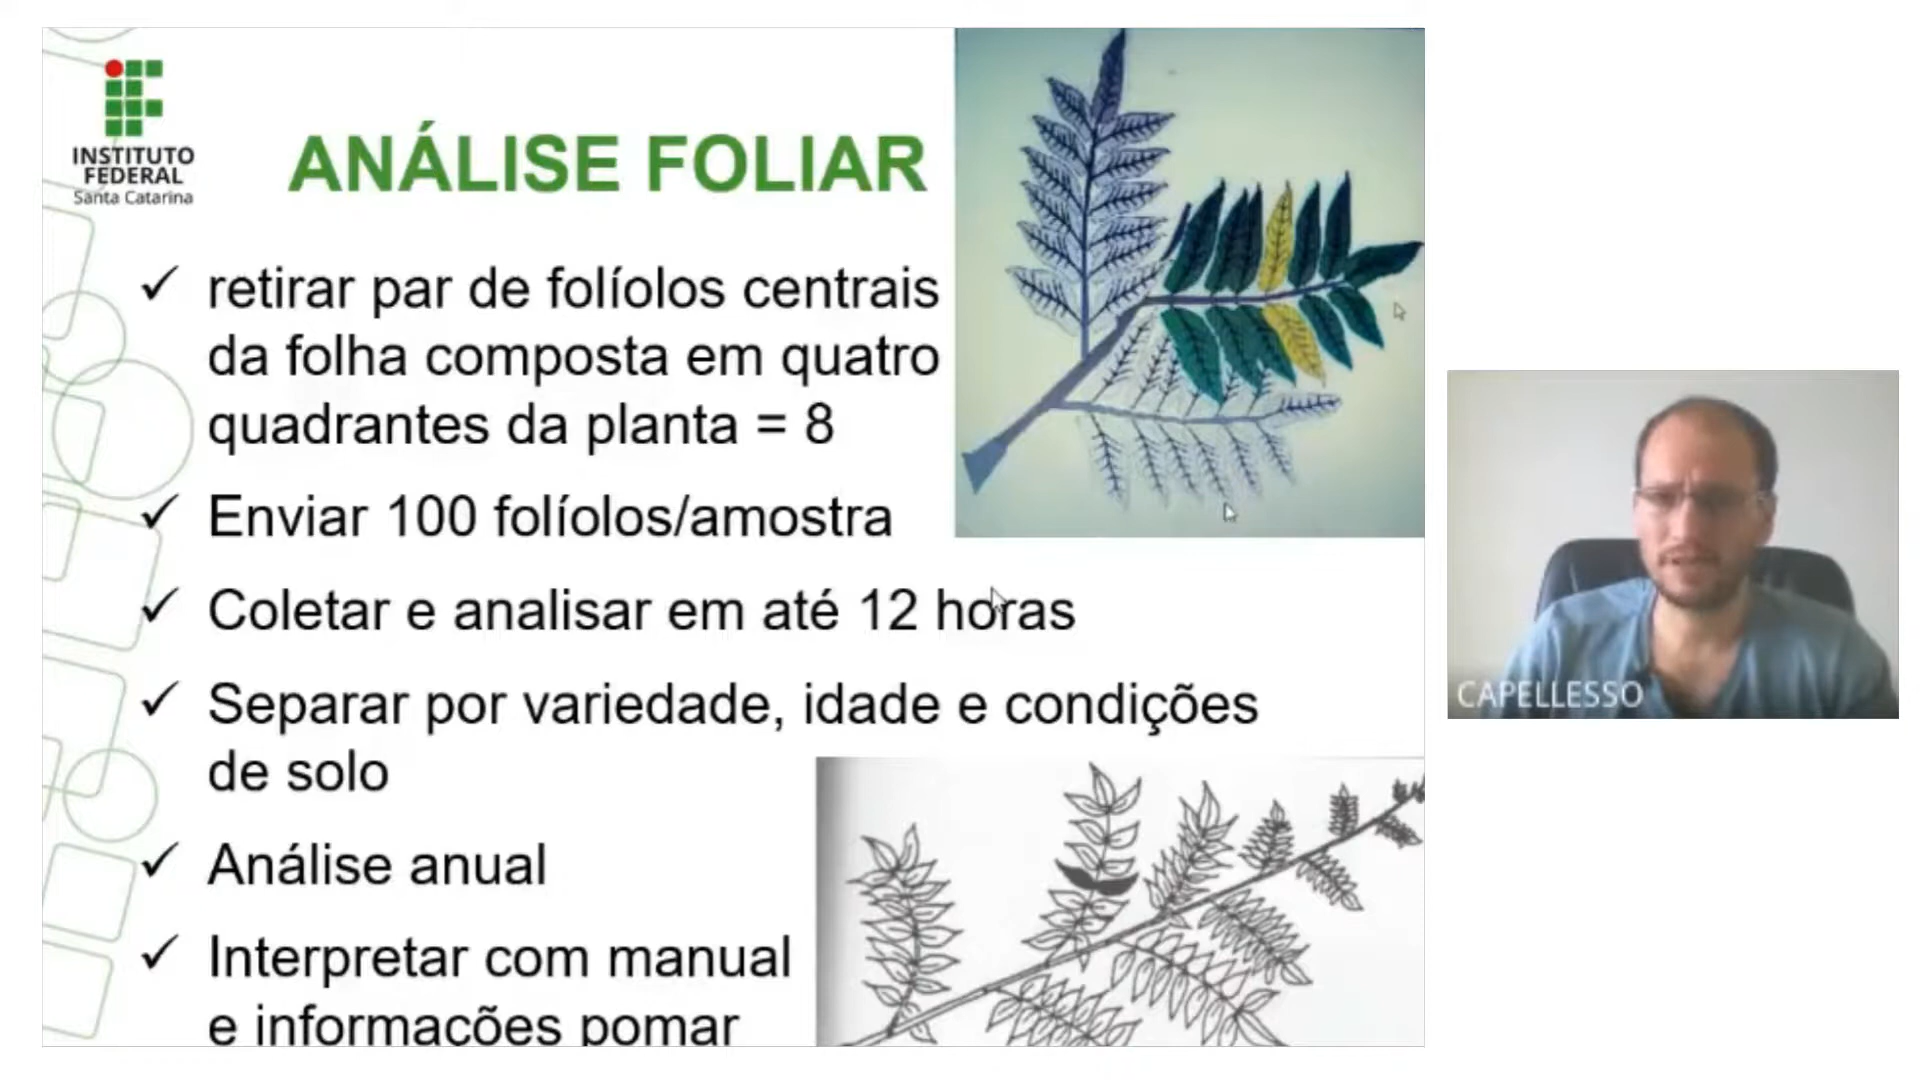 INSTITUTO
FEDERAL
Santa Catarina
ANÁLISE FOLIAR
✓ retirar par de folíolos centrais
da folha composta em quatro
quadrantes da planta = 8
✓ Enviar 100 folíolos/amostra
✓ Coletar e analisar em até 12 horas
✓ Separar por variedade, idade e condições
de solo
✓ Análise anual
✓ Interpretar com manual
e informações pomar
CAPELLESSO